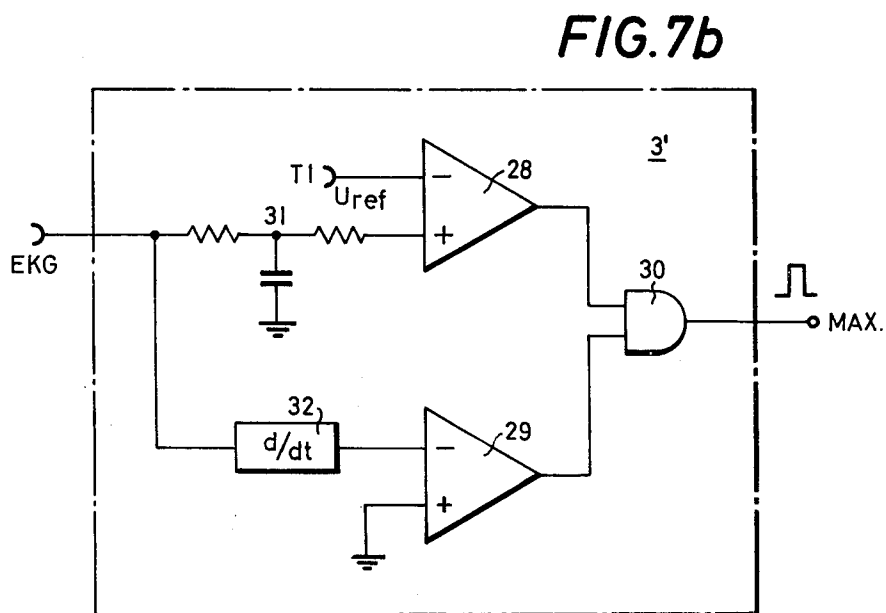 FIG.7b
3'
T1
Uref
−
28
31
+
EKG
30
MAX.
32
d/dt
−
29
+